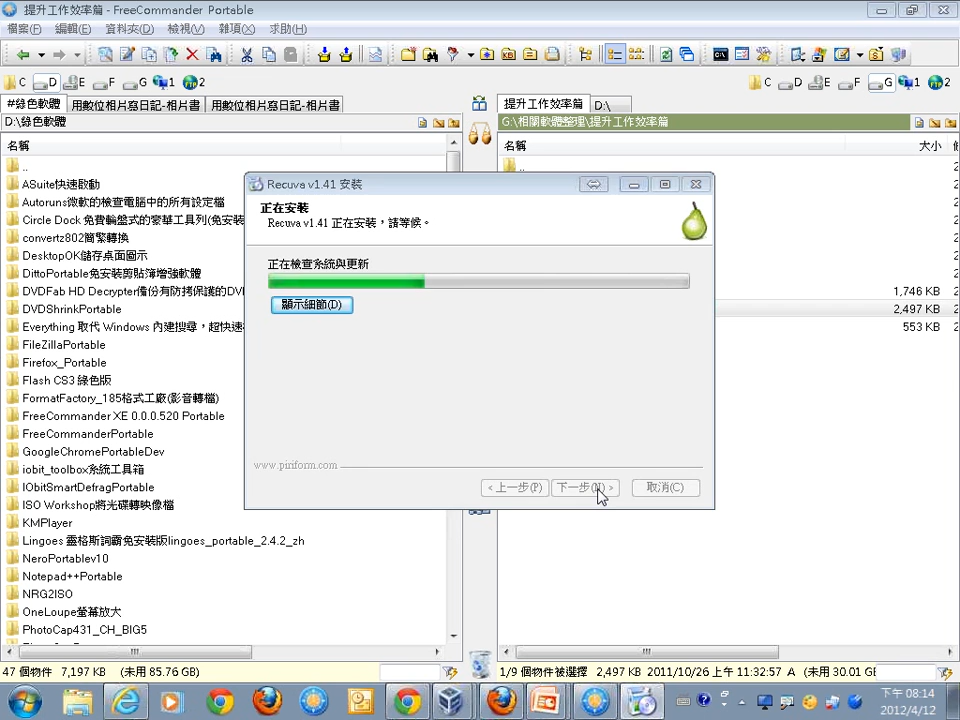 提升工作效率篇 - FreeCommander Portable
檔案(F) 編輯(E) 資料夾(D) 檢視(V) 雜項(X) 求助(H)
C D E F G 1 2
C D E F G 1 2
#綠色軟體 用數位相片寫日記-相片書 用數位相片寫日記-相片書
提升工作效率篇 D:\
D:\綠色軟體
G:\相關軟體整理\提升工作效率篇
名稱
名稱 大小
..
..
ASuite快速啟動
Autoruns微軟的檢查電腦中的所有設定檔
Circle Dock 免費輪盤式的豪華工具列(免安裝
convertz802簡繁轉換
DesktopOK儲存桌面圖示
DittoPortable免安裝剪貼簿增強軟體
DVDFab HD Decrypter備份有防拷保護的DV
DVDShrinkPortable
Everything 取代 Windows 內建搜尋，超快速
FileZillaPortable
Firefox_Portable
Flash CS3 綠色版
FormatFactory_185格式工廠(影音轉檔)
FreeCommander XE 0.0.0.520 Portable
FreeCommanderPortable
GoogleChromePortableDev
iobit_toolbox系統工具箱
IObitSmartDefragPortable
ISO Workshop將光碟轉映像檔
KMPlayer
Lingoes 靈格斯詞霸免安裝版lingoes_portable_2.4.2_zh
NeroPortablev10
Notepad++Portable
NRG2ISO
OneLoupe螢幕放大
PhotoCap431_CH_BIG5
1,746 KB
2,497 KB
553 KB
Recuva v1.41 安裝
正在安裝
Recuva v1.41 正在安裝，請等候。
正在檢查系統與更新
顯示細節(D)
www.piriform.com
< 上一步(P) 下一步(N) > 取消(C)
47 個物件 7,197 KB (未用 85.76 GB)
1/9 個物件被選擇 2,497 KB 2011/10/26 上午 11:32:57 A (未用 30.01 GB
下午 08:14
2012/4/12